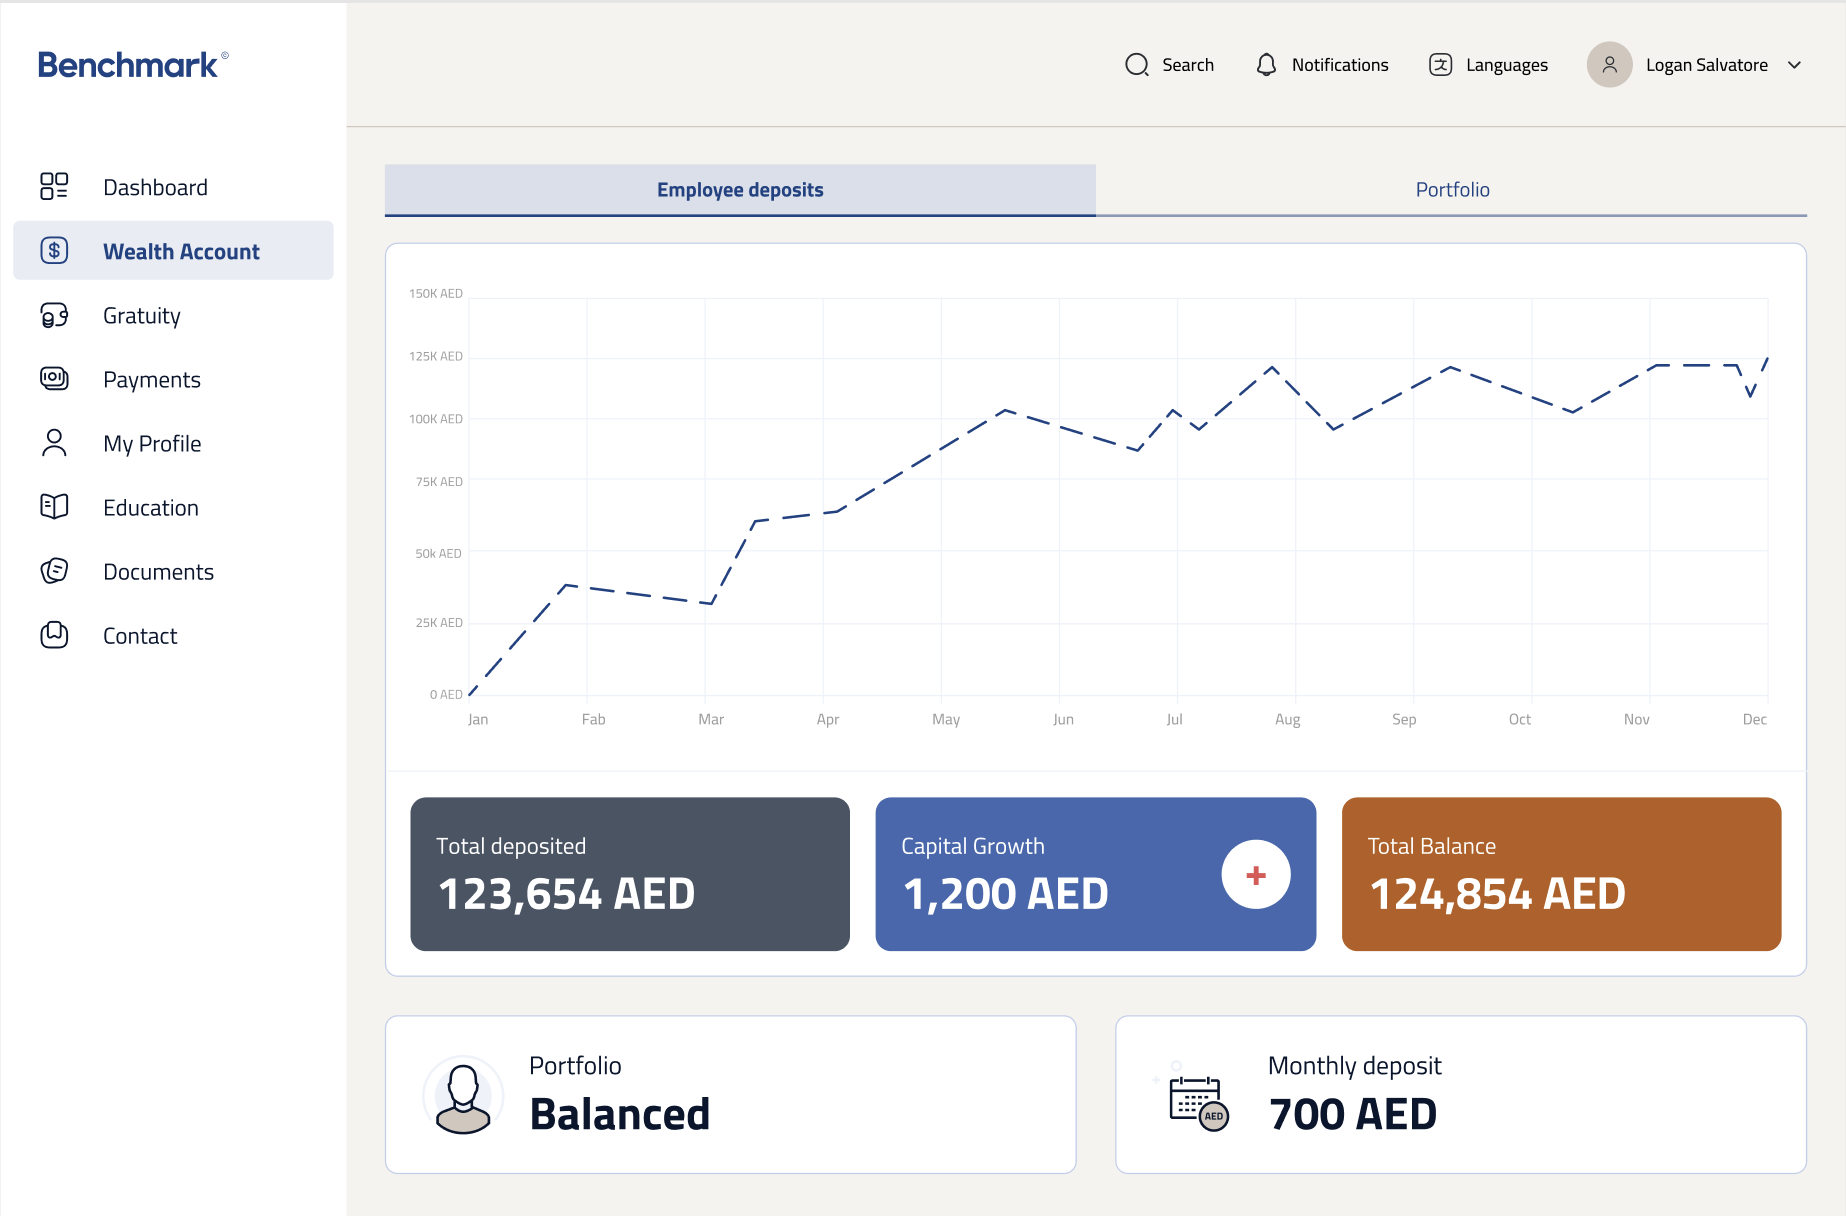 Benchmark©
Search
Notifications
Languages
Logan Salvatore
Dashboard
Wealth Account
Gratuity
Payments
My Profile
Education
Documents
Contact
Employee deposits
Portfolio
150K AED
125K AED
100K AED
75K AED
50k AED
25K AED
0 AED
Jan
Fab
Mar
Apr
May
Jun
Jul
Aug
Sep
Oct
Nov
Dec
Total deposited
123,654 AED
Capital Growth
1,200 AED
+
Total Balance
124,854 AED
Portfolio
Balanced
AED
Monthly deposit
700 AED